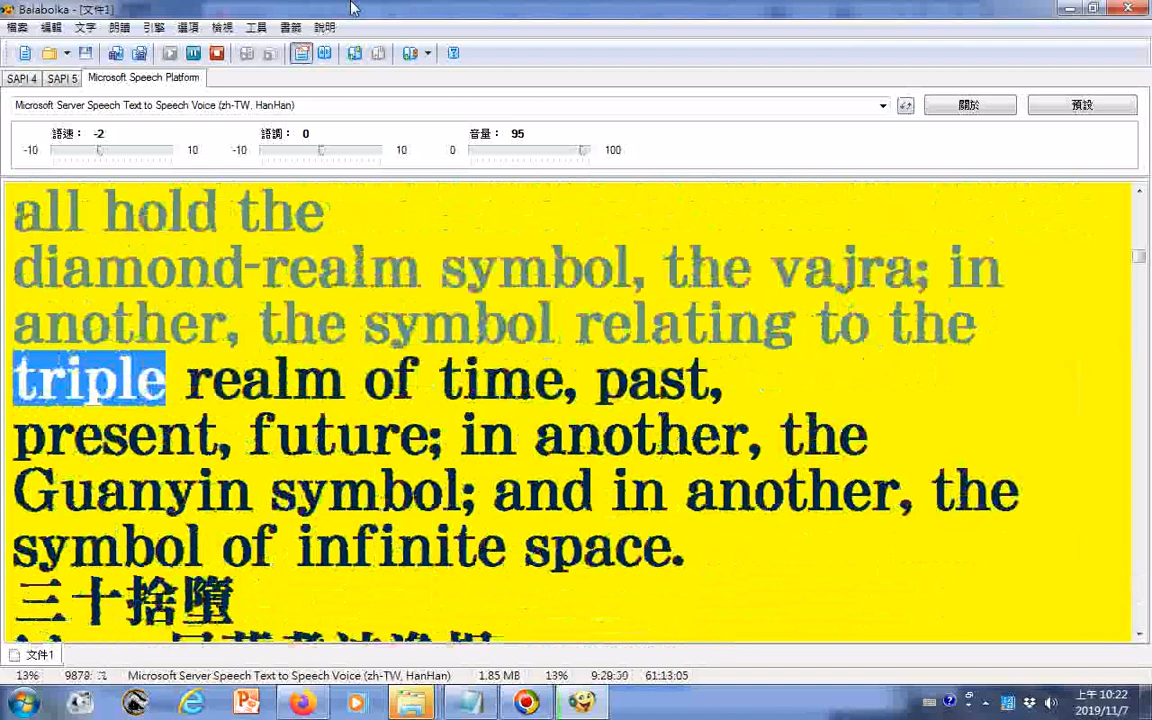 Balabolka - [文件1]
檔案 編輯 文字 朗讀 引擎 選項 檢視 工具 書籤 說明
SAPI 4 SAPI 5 Microsoft Speech Platform
Microsoft Server Speech Text to Speech Voice (zh-TW, HanHan) 關於 預設
語速： -2 語調： 0 音量： 95
-10 10 -10 10 0 100
all hold the
diamond-realm symbol, the vajra; in
another, the symbol relating to the
triple realm of time, past,
present, future; in another, the
Guanyin symbol; and in another, the
symbol of infinite space.
三十捨墮
文件1
13% Microsoft Server Speech Text to Speech Voice (zh-TW, HanHan) 1.85 MB 13% 9:28:50 61:13:05
上午 10:22
2019/11/7